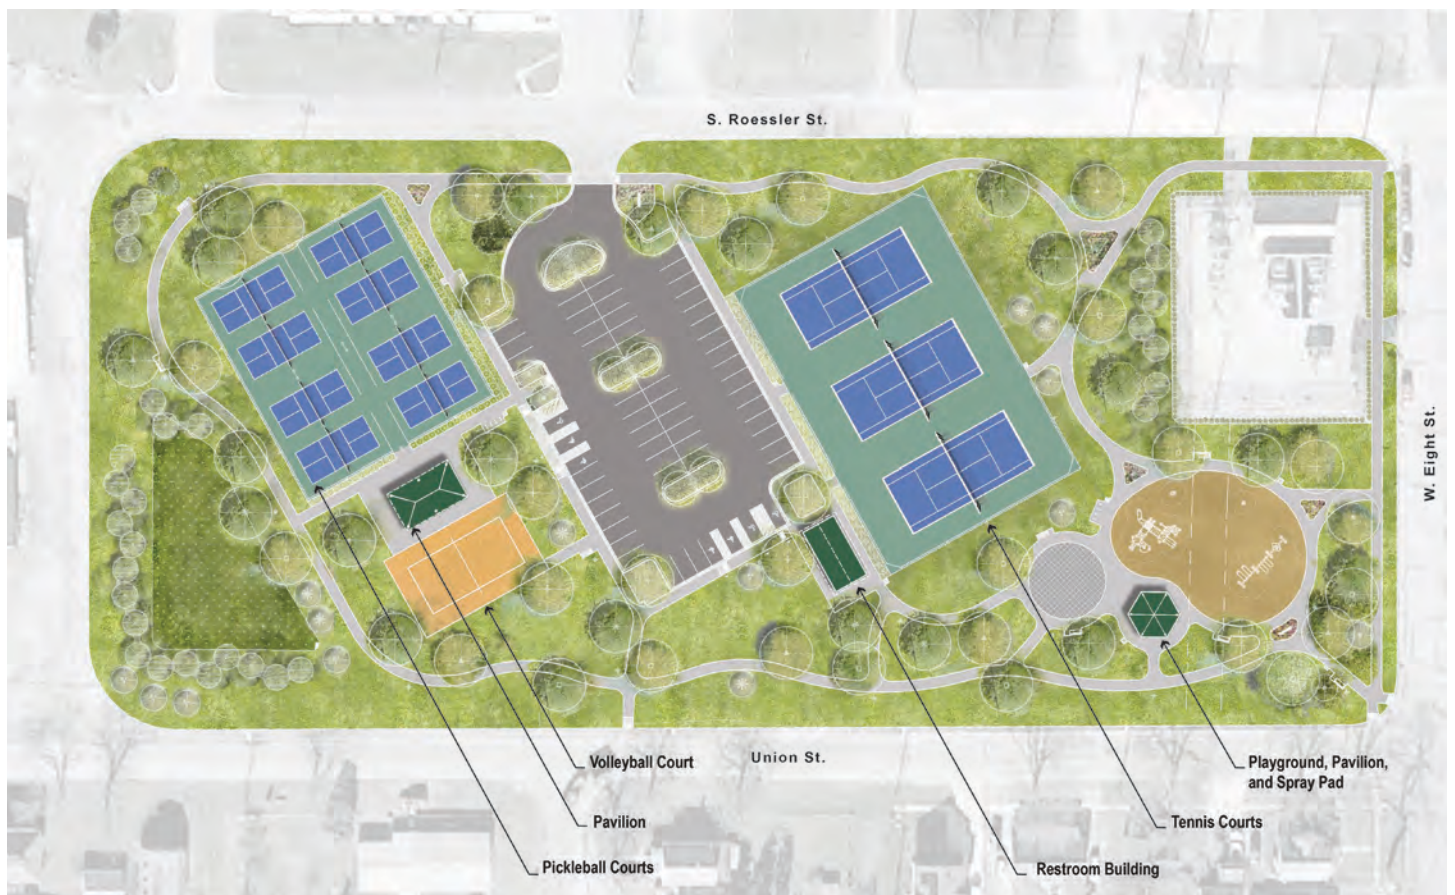 S. Roessler St.
W. Eight St.
Union St.
Volleyball Court
Playground, Pavilion,
and Spray Pad
Pavilion
Tennis Courts
Pickleball Courts
Restroom Building